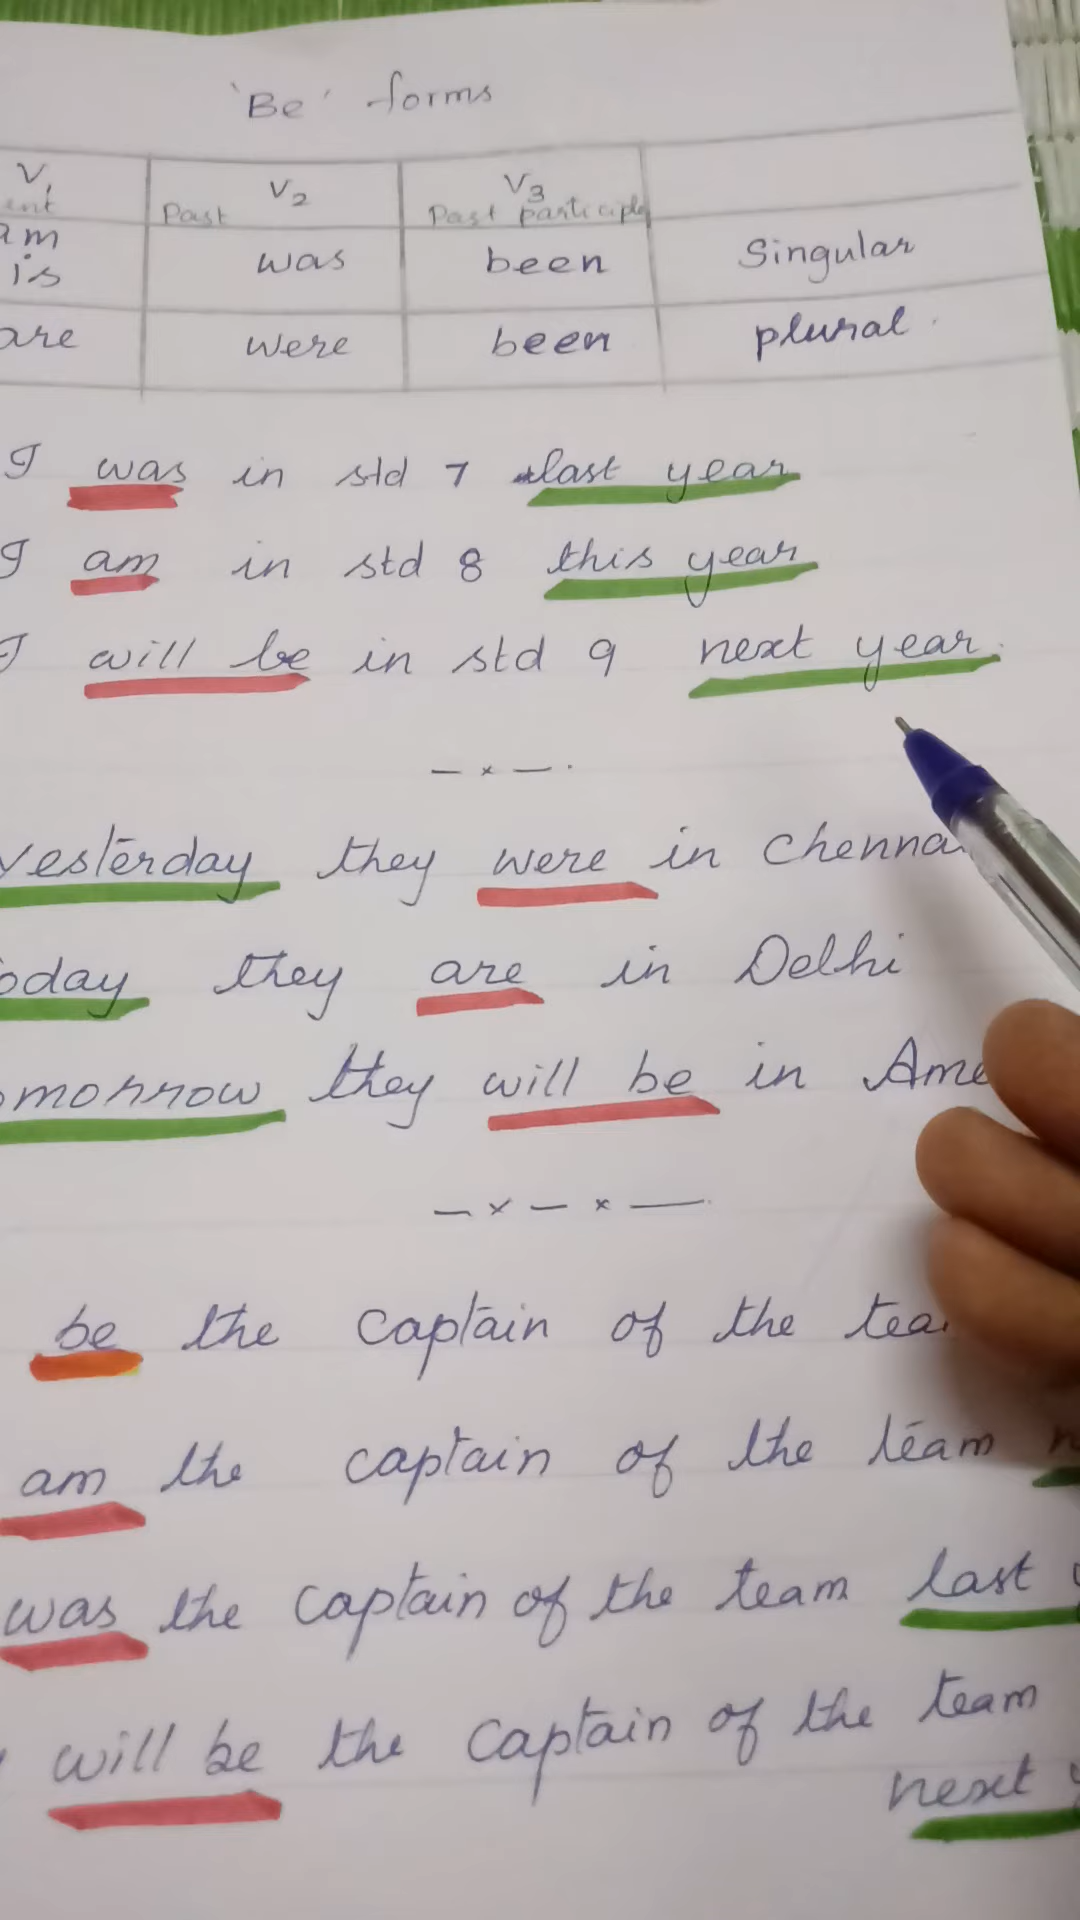 'Be' forms
V1 V2 V3
ent Past Past participle
am
is was been Singular
are were been plural.
I was in std 7 last year
I am in std 8 this year
I will be in std 9 next year.
yesterday they were in Chenna
oday they are in Delhi
omorrow they will be in Ame
be the captain of the tea
am the captain of the team
was the captain of the team last
will be the captain of the team
next y